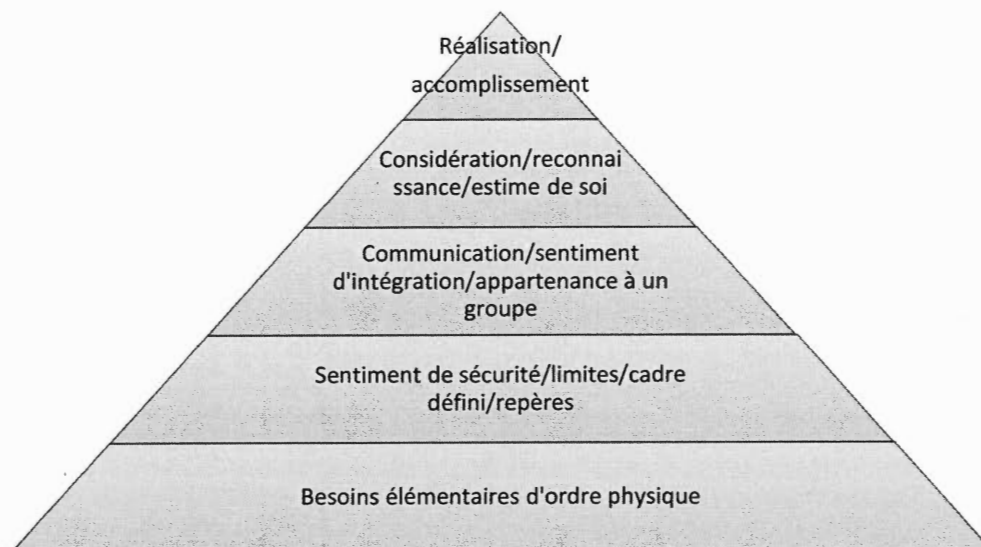 Réalisation/
accomplissement
Considération/reconnai
ssance/estime de soi
Communication/sentiment
d'intégration/appartenance à un
groupe
Sentiment de sécurité/limites/cadre
défini/repères
Besoins élémentaires d'ordre physique